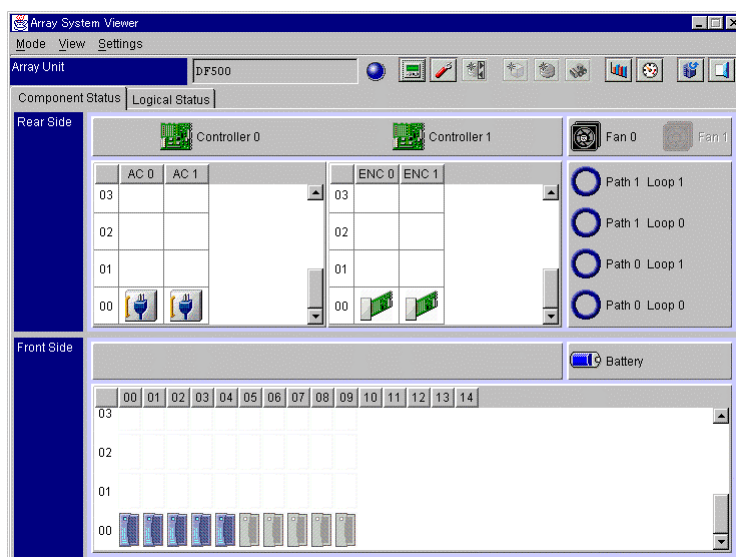 Array System Viewer
Mode View Settings
Array Unit DF500
Component Status Logical Status
Rear Side
Controller 0 Controller 1 Fan 0 Fan 1
AC 0 AC 1 ENC 0 ENC 1
03 03
02 02
01 01
00 00
Path 1 Loop 1
Path 1 Loop 0
Path 0 Loop 1
Path 0 Loop 0
Front Side
Battery
00 01 02 03 04 05 06 07 08 09 10 11 12 13 14
03
02
01
00